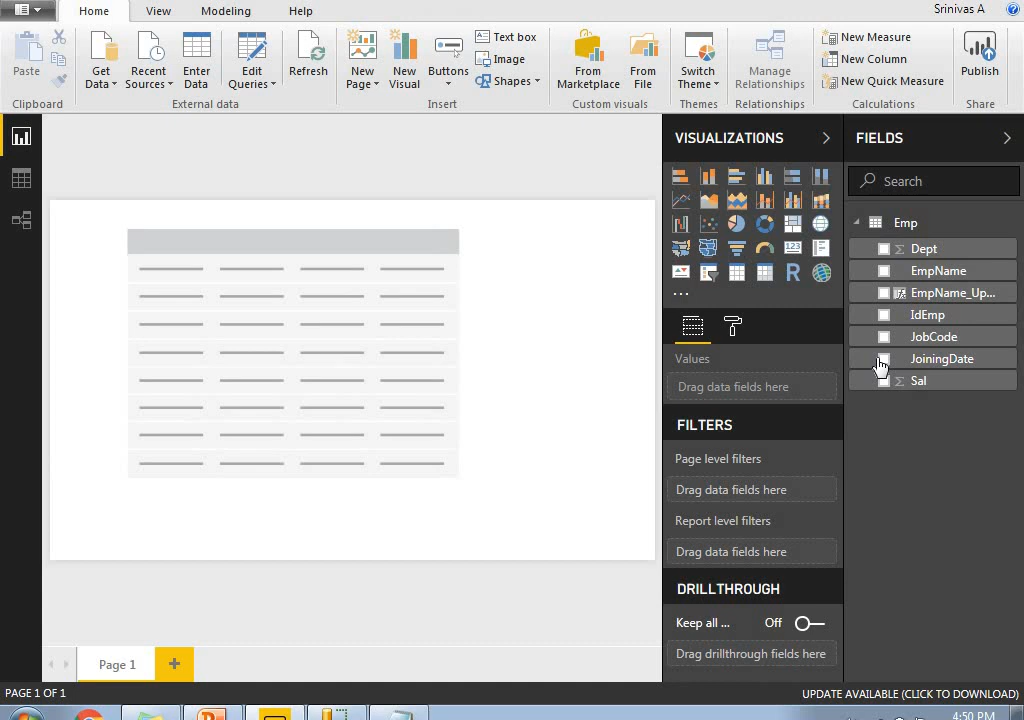 Home View Modeling Help Srinivas A
Paste
Get Data
Recent Sources
Enter Data
Edit Queries
Refresh
New Page
New Visual
Buttons
Text box
Image
Shapes
From Marketplace
From File
Switch Theme
Manage Relationships
New Measure
New Column
New Quick Measure
Publish
Clipboard External data Insert Custom visuals Themes Relationships Calculations Share
VISUALIZATIONS
123
R
Values
Drag data fields here
FILTERS
Page level filters
Drag data fields here
Report level filters
Drag data fields here
DRILLTHROUGH
Keep all ... Off
Drag drillthrough fields here
FIELDS
Search
Emp
Σ Dept
EmpName
EmpName_Up...
IdEmp
JobCode
JoiningDate
Σ Sal
Page 1
PAGE 1 OF 1 UPDATE AVAILABLE (CLICK TO DOWNLOAD)
4:50 PM